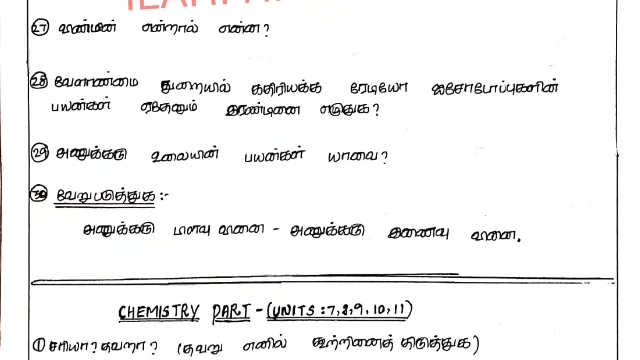 27 விண்மீன் என்றால் என்ன?
28 வேளாண்மை துறையில் கதிரியக்க ரேடியோ ஐசோடோப்புகளின்
பயன்கள் ஏதேனும் இரண்டினை எழுதுக?
29 அணுக்கரு உலையின் பயன்கள் யாவை?
30 வேறுபடுத்துக :-
அணுக்கரு பிளவு வினை - அணுக்கரு இணைவு வினை.
CHEMISTRY PART - (UNITS : 7, 8, 9, 10, 11)
1 சரியா? தவறா? (தவறு எனில் கூற்றினைத் திருத்துக)